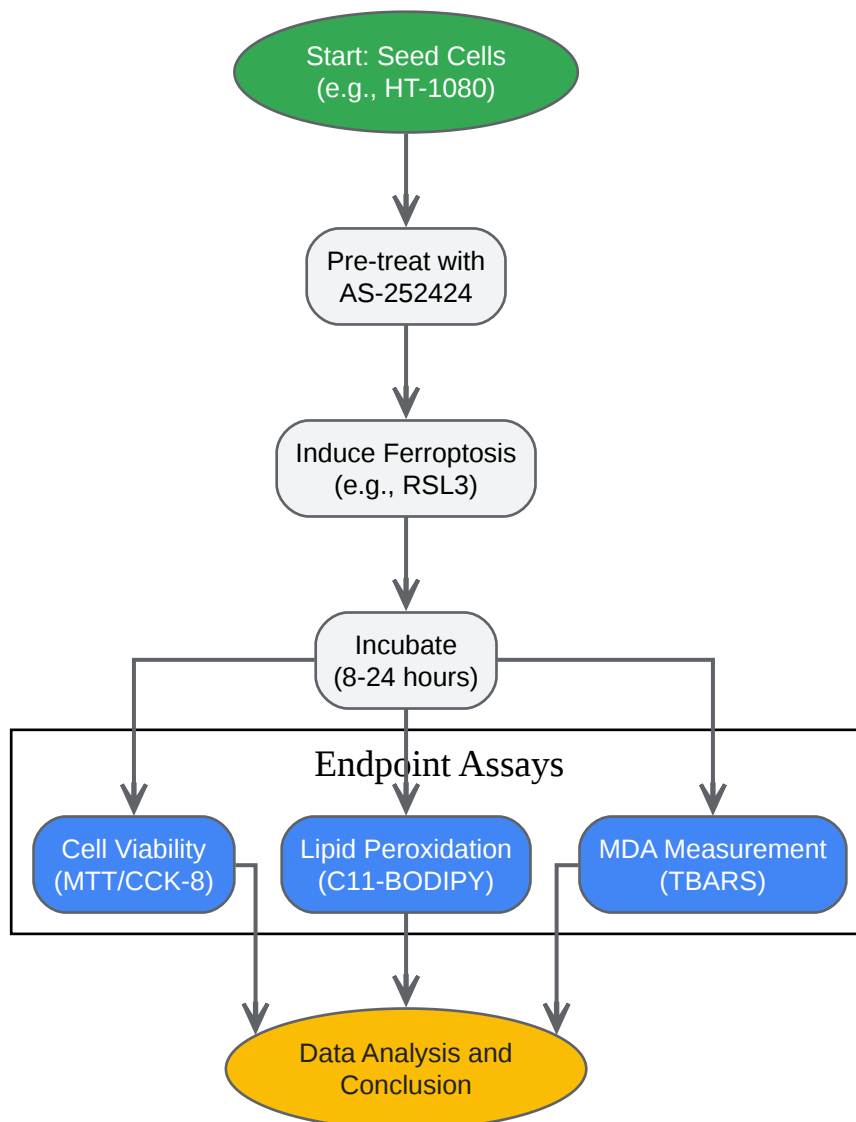 Start: Seed Cells
(e.g., HT-1080)
Pre-treat with
AS-252424
Induce Ferroptosis
(e.g., RSL3)
Incubate
(8-24 hours)
Endpoint Assays
Cell Viability
(MTT/CCK-8)
Lipid Peroxidation
(C11-BODIPY)
MDA Measurement
(TBARS)
Data Analysis and
Conclusion